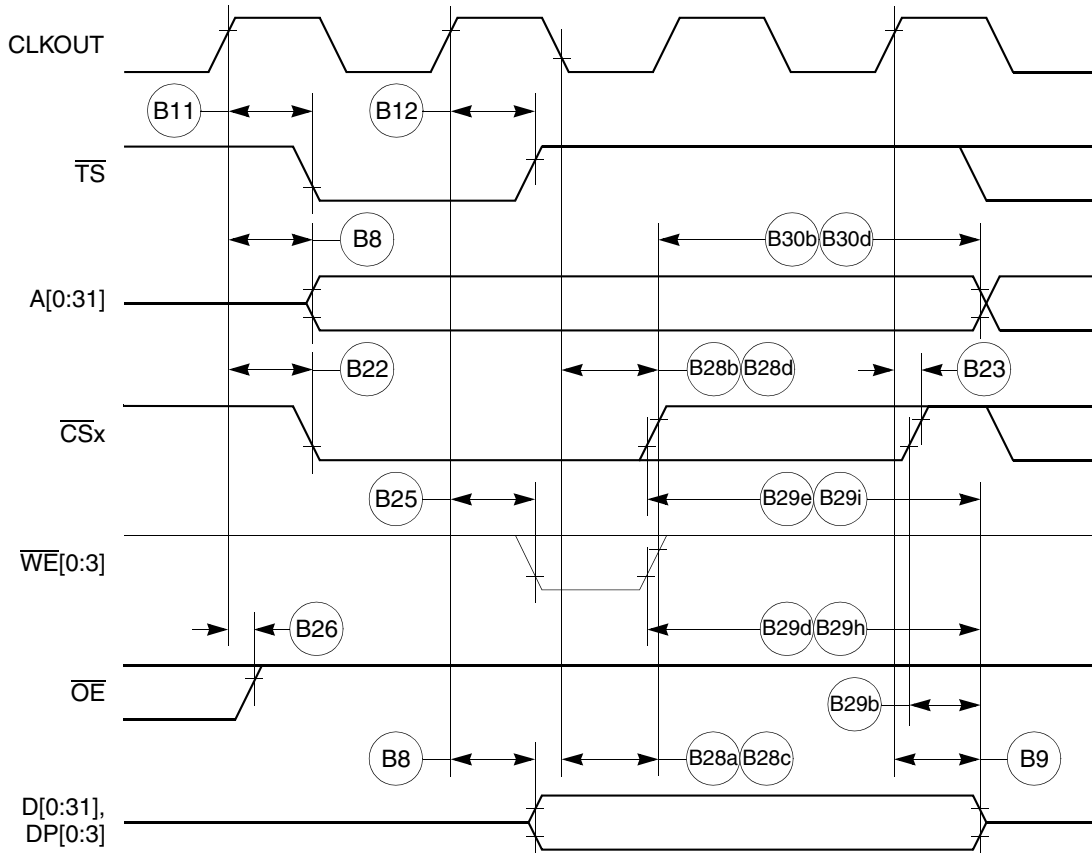 CLKOUT
B11
B12
TS
B8
B30b B30d
A[0:31]
B22
B28b B28d
B23
CSx
B25
B29e B29i
WE[0:3]
B26
B29d B29h
OE
B29b
B8
B28a B28c
B9
D[0:31],
DP[0:3]